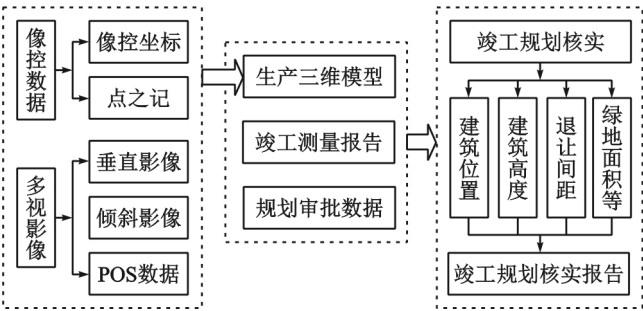 像控数据
像控坐标
点之记
多视影像
垂直影像
倾斜影像
POS数据
生产三维模型
竣工测量报告
规划审批数据
竣工规划核实
建筑位置
建筑高度
退让间距
绿地面积等
竣工规划核实报告